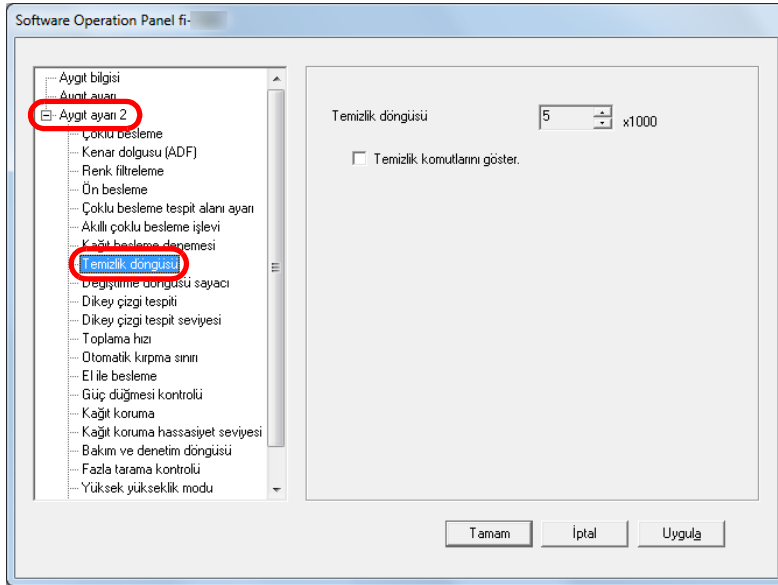 Software Operation Panel fi-
Aygıt bilgisi
Aygıt ayarı
Aygıt ayarı 2
Çoklu besleme
Kenar dolgusu (ADF)
Renk filtreleme
Ön besleme
Çoklu besleme tespit alanı ayarı
Akıllı çoklu besleme işlevi
Kağıt besleme denemesi
Temizlik döngüsü
Değiştirme döngüsü sayacı
Dikey çizgi tespiti
Dikey çizgi tespit seviyesi
Toplama hızı
Otomatik kırpma sınırı
El ile besleme
Güç düğmesi kontrolü
Kağıt koruma
Kağıt koruma hassasiyet seviyesi
Bakım ve denetim döngüsü
Fazla tarama kontrolü
Yüksek yükseklik modu
Temizlik döngüsü 5 x1000
Temizlik komutlarını göster.
Tamam İptal Uygula